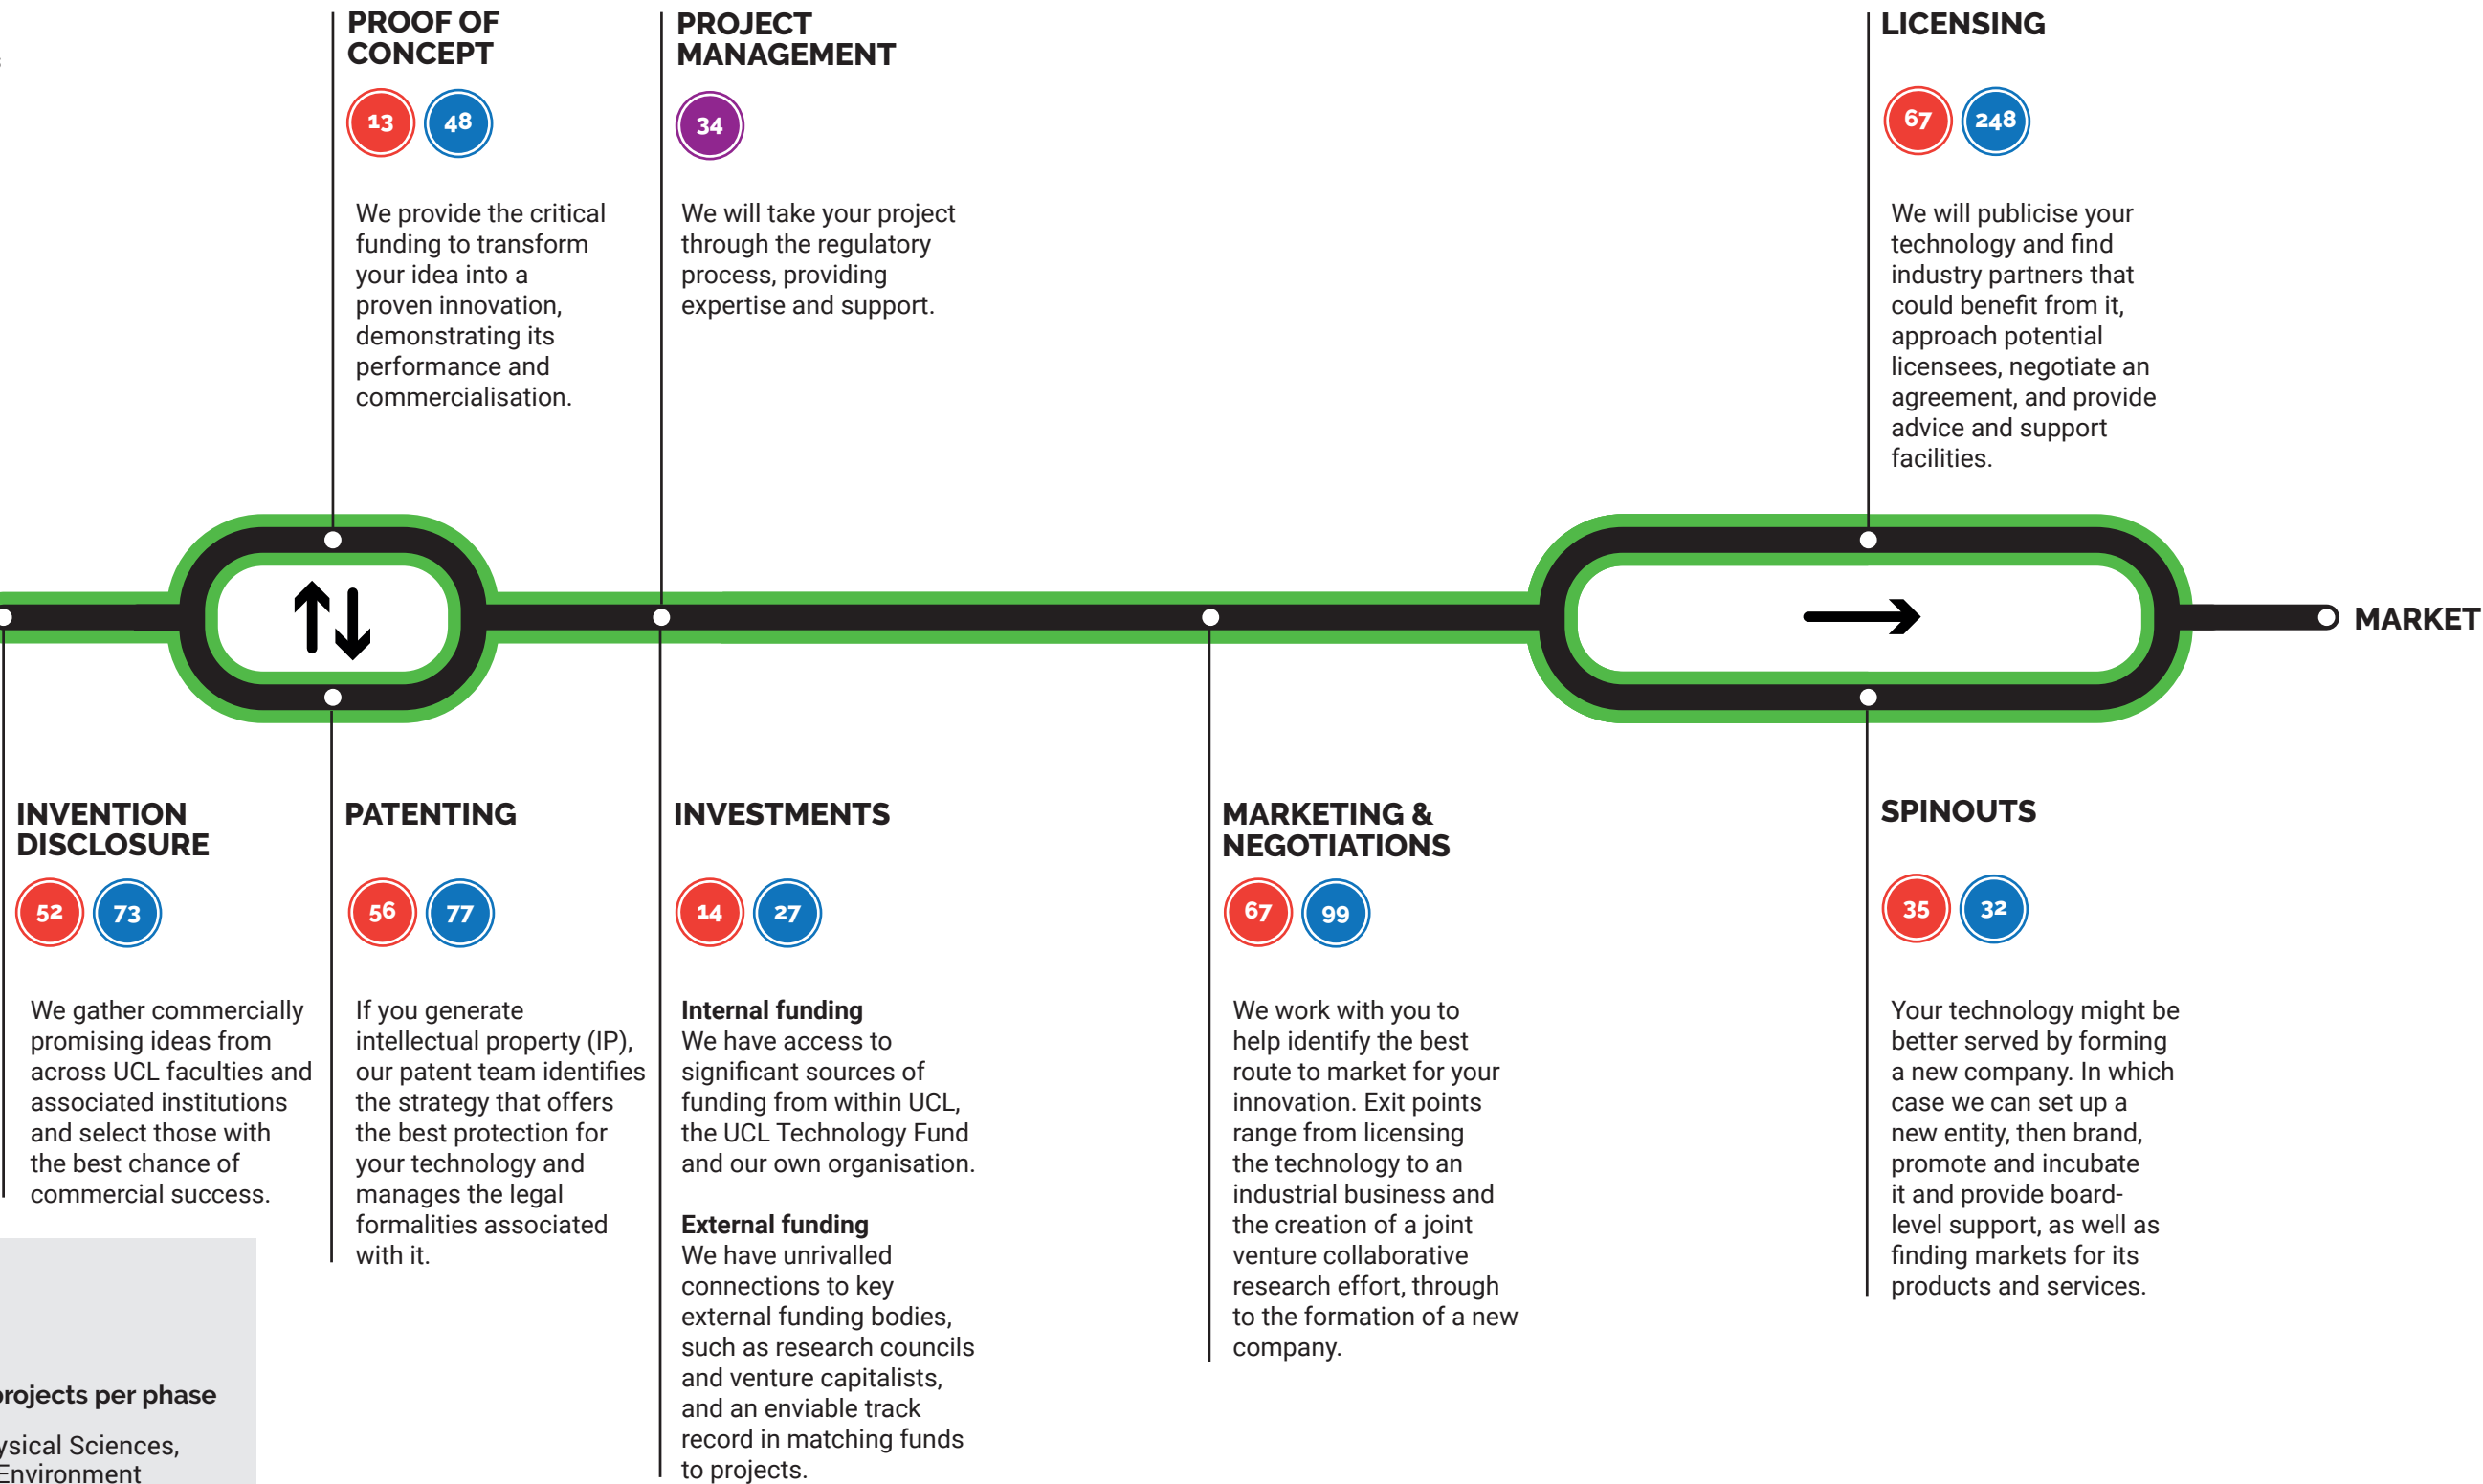 PROOF OF
CONCEPT
13 48
We provide the critical
funding to transform
your idea into a
proven innovation,
demonstrating its
performance and
commercialisation.
PROJECT
MANAGEMENT
34
We will take your project
through the regulatory
process, providing
expertise and support.
LICENSING
67 248
We will publicise your
technology and find
industry partners that
could benefit from it,
approach potential
licensees, negotiate an
agreement, and provide
advice and support
facilities.
MARKET
INVENTION
DISCLOSURE
52 73
We gather commercially
promising ideas from
across UCL faculties and
associated institutions
and select those with
the best chance of
commercial success.
PATENTING
56 77
If you generate
intellectual property (IP),
our patent team identifies
the strategy that offers
the best protection for
your technology and
manages the legal
formalities associated
with it.
INVESTMENTS
14 27
Internal funding
We have access to
significant sources of
funding from within UCL,
the UCL Technology Fund
and our own organisation.
External funding
We have unrivalled
connections to key
external funding bodies,
such as research councils
and venture capitalists,
and an enviable track
record in matching funds
to projects.
MARKETING &
NEGOTIATIONS
67 99
We work with you to
help identify the best
route to market for your
innovation. Exit points
range from licensing
the technology to an
industrial business and
the creation of a joint
venture collaborative
research effort, through
to the formation of a new
company.
SPINOUTS
35 32
Your technology might be
better served by forming
a new company. In which
case we can set up a
new entity, then brand,
promote and incubate
it and provide board-
level support, as well as
finding markets for its
products and services.
projects per phase
Sciences,
Environment